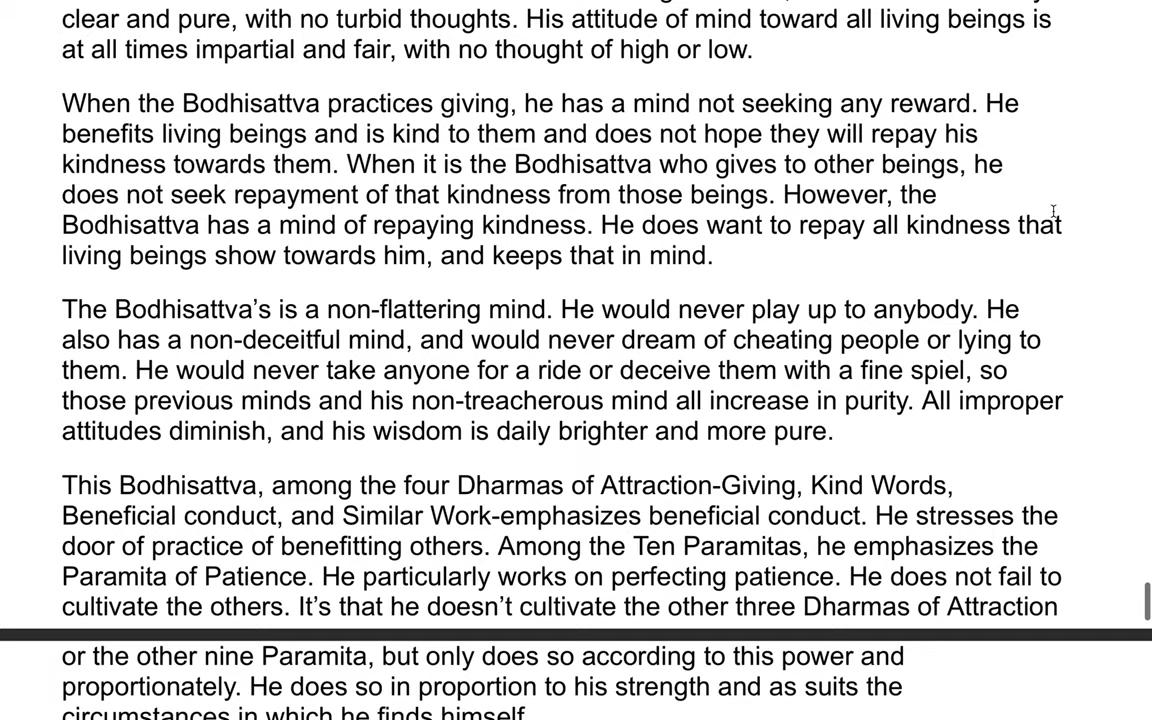 clear and pure, with no turbid thoughts. His attitude of mind toward all living beings is
at all times impartial and fair, with no thought of high or low.
When the Bodhisattva practices giving, he has a mind not seeking any reward. He
benefits living beings and is kind to them and does not hope they will repay his
kindness towards them. When it is the Bodhisattva who gives to other beings, he
does not seek repayment of that kindness from those beings. However, the
Bodhisattva has a mind of repaying kindness. He does want to repay all kindness that
living beings show towards him, and keeps that in mind.
The Bodhisattva’s is a non-flattering mind. He would never play up to anybody. He
also has a non-deceitful mind, and would never dream of cheating people or lying to
them. He would never take anyone for a ride or deceive them with a fine spiel, so
those previous minds and his non-treacherous mind all increase in purity. All improper
attitudes diminish, and his wisdom is daily brighter and more pure.
This Bodhisattva, among the four Dharmas of Attraction-Giving, Kind Words,
Beneficial conduct, and Similar Work-emphasizes beneficial conduct. He stresses the
door of practice of benefitting others. Among the Ten Paramitas, he emphasizes the
Paramita of Patience. He particularly works on perfecting patience. He does not fail to
cultivate the others. It’s that he doesn’t cultivate the other three Dharmas of Attraction
or the other nine Paramita, but only does so according to this power and
proportionately. He does so in proportion to his strength and as suits the
circumstances in which he finds himself.